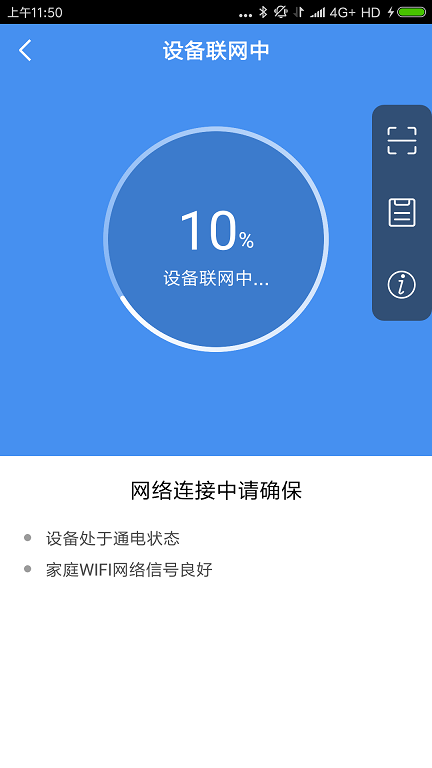 上午11:50
... 4G+ HD
设备联网中
10%
设备联网中...
网络连接中请确保
设备处于通电状态
家庭WIFI网络信号良好